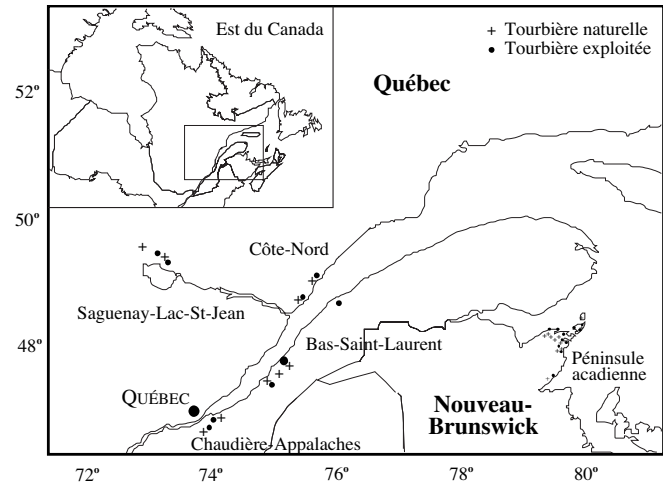 Est du Canada
Tourbière naturelle
Tourbière exploitée
Québec
52º
50º
48º
Côte-Nord
Saguenay-Lac-St-Jean
Bas-Saint-Laurent
Péninsule
acadienne
QUÉBEC
Nouveau-
Brunswick
Chaudière-Appalaches
72º
74º
76º
78º
80º